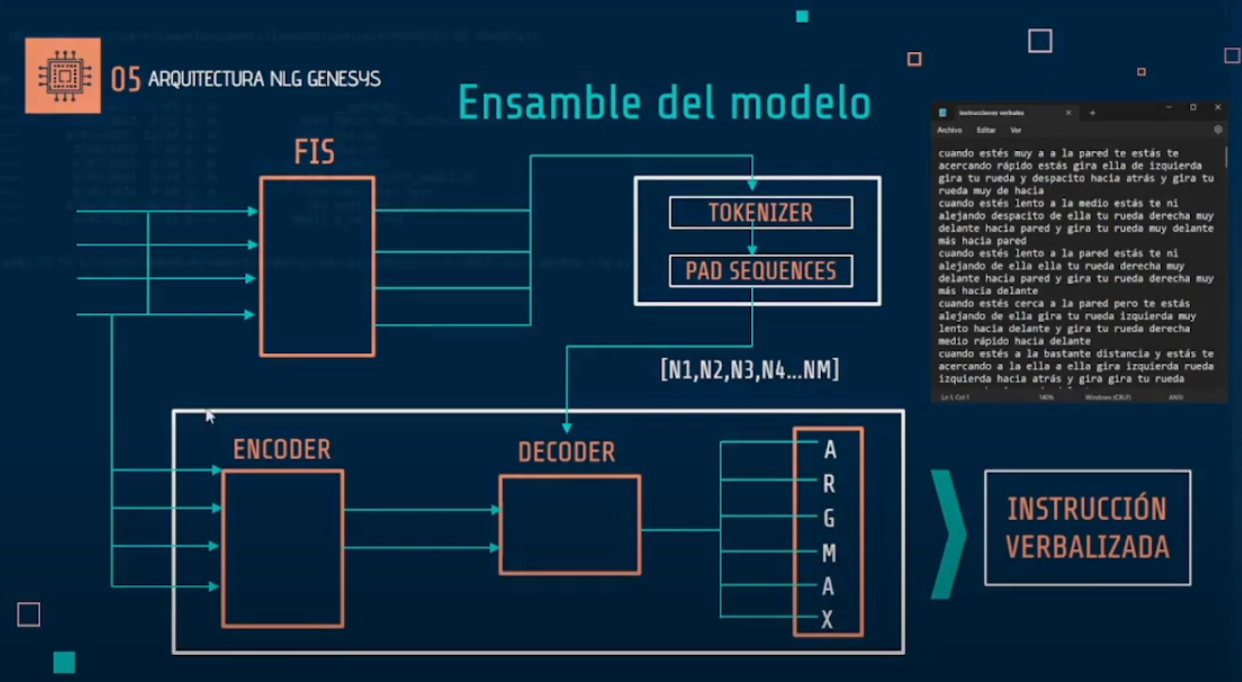 05 ARQUITECTURA NLG GENESYS
Ensamble del modelo
FIS
TOKENIZER
PAD SEQUENCES
[N1,N2,N3,N4...NM]
ENCODER
DECODER
A
R
G
M
A
X
INSTRUCCIÓN
VERBALIZADA
Instrucciones verbales
Archivo Editar Ver
cuando estés muy a a la pared te estás te
acercando rápido estás gira ella de izquierda
gira tu rueda y despacito hacia atrás y gira tu
rueda muy de hacia
cuando estés lento a la medio estás te ni
alejando despacito de ella tu rueda derecha muy
delante hacia pared y gira tu rueda muy delante
más hacia pared
cuando estés lento a la pared estás te ni
alejando de ella ella tu rueda derecha muy
delante hacia pared y gira tu rueda derecha muy
más hacia delante
cuando estés cerca a la pared pero te estás
alejando de ella gira tu rueda izquierda muy
lento hacia delante y gira tu rueda derecha
medio rápido hacia delante
cuando estés a la bastante distancia y estás te
acercando a la ella a ella gira izquierda rueda
izquierda hacia atrás y gira gira tu rueda
Ln 1, Col 1 140% Windows (CRLF) ANSI